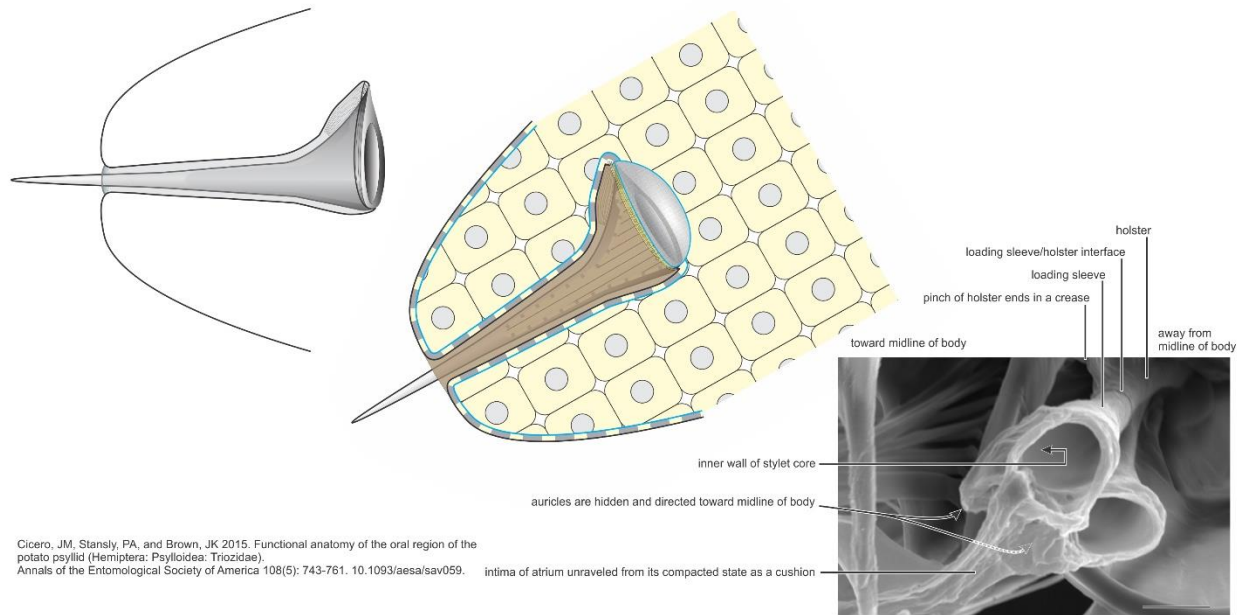 holster
loading sleeve/holster interface
loading sleeve
pinch of holster ends in a crease
toward midline of body
away from
midline of body
inner wall of stylet core
auricles are hidden and directed toward midline of body
intima of atrium unraveled from its compacted state as a cushion
Cicero, JM, Stansly, PA, and Brown, JK 2015. Functional anatomy of the oral region of the
potato psyllid (Hemiptera: Psylloidea: Triozidae).
Annals of the Entomological Society of America 108(5): 743-761. 10.1093/aesa/sav059.